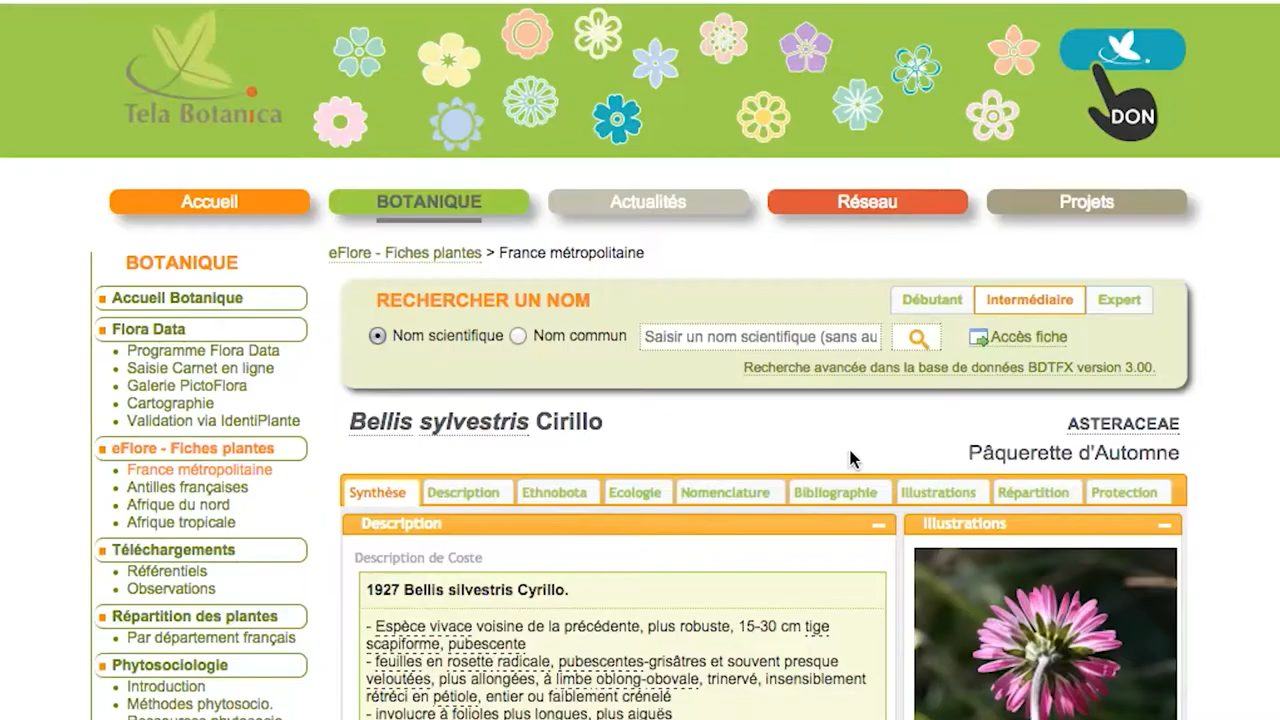 Tela Botanica
DON
Accueil
BOTANIQUE
Actualités
Réseau
Projets
BOTANIQUE
Accueil Botanique
Flora Data
Programme Flora Data
Saisie Carnet en ligne
Galerie PictoFlora
Cartographie
Validation via IdentiPlante
eFlore - Fiches plantes
France métropolitaine
Antilles françaises
Afrique du nord
Afrique tropicale
Téléchargements
Référentiels
Observations
Répartition des plantes
Par département français
Phytosociologie
Introduction
Méthodes phytosocio.
Ressources phytosocio.
eFlore - Fiches plantes > France métropolitaine
RECHERCHER UN NOM
Débutant
Intermédiaire
Expert
Nom scientifique
Nom commun
Saisir un nom scientifique (sans au
Accès fiche
Recherche avancée dans la base de données BDTFX version 3.00.
Bellis sylvestris Cirillo
ASTERACEAE
Pâquerette d'Automne
Synthèse
Description
Ethnobota
Ecologie
Nomenclature
Bibliographie
Illustrations
Répartition
Protection
Description
Description de Coste
1927 Bellis silvestris Cyrillo.
- Espèce vivace voisine de la précédente, plus robuste, 15-30 cm tige
scapiforme, pubescente
- feuilles en rosette radicale, pubescentes-grisâtres et souvent presque
veloutées, plus allongées, à limbe oblong-obovale, trinervé, insensiblement
rétréci en pétiole, entier ou faiblement crénelé
- involucre à folioles plus longues, plus aiguës
Illustrations